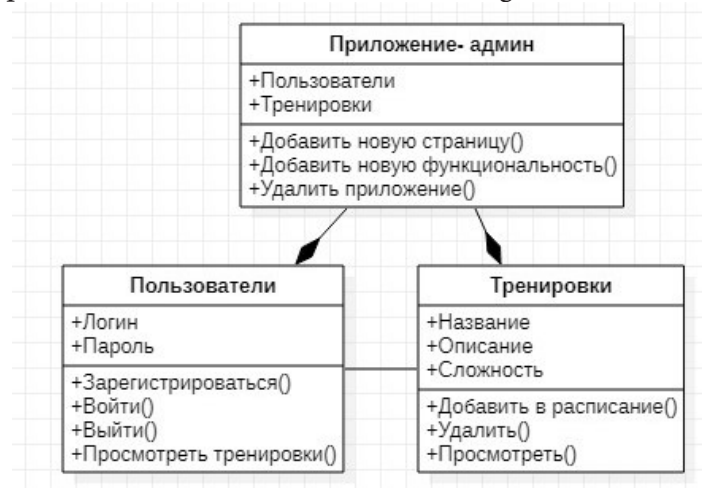 Приложение- админ
+Пользователи
+Тренировки
+Добавить новую страницу()
+Добавить новую функциональность()
+Удалить приложение()
Пользователи
+Логин
+Пароль
+Зарегистрироваться()
+Войти()
+Выйти()
+Просмотреть тренировки()
Тренировки
+Название
+Описание
+Сложность
+Добавить в расписание()
+Удалить()
+Просмотреть()